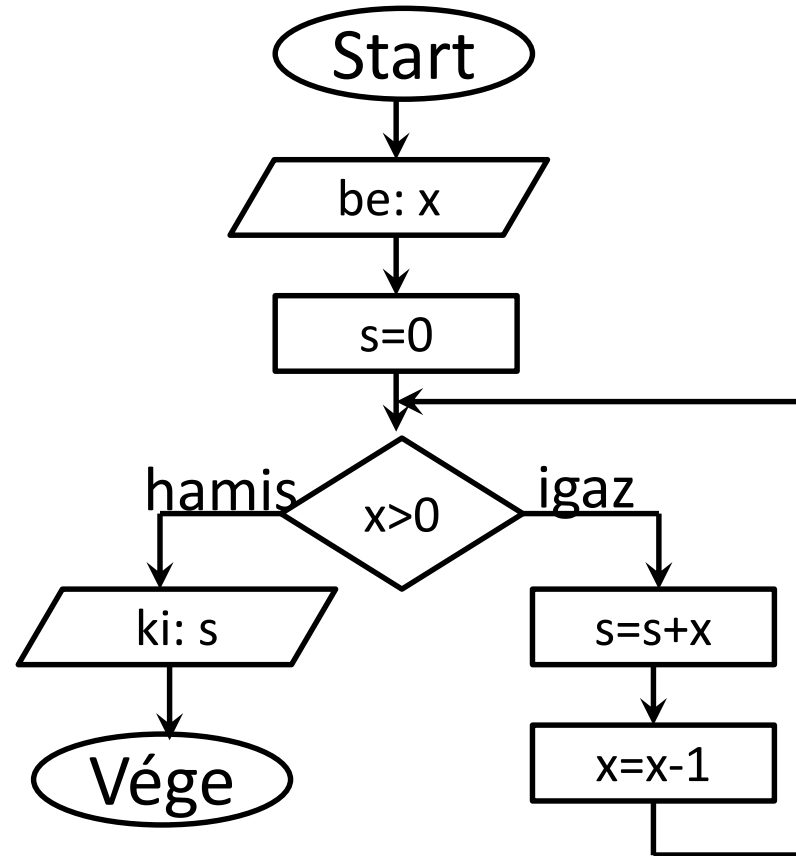 Start
be: x
s=0
hamis
igaz
x>0
ki: s
s=s+x
Vége
x=x-1